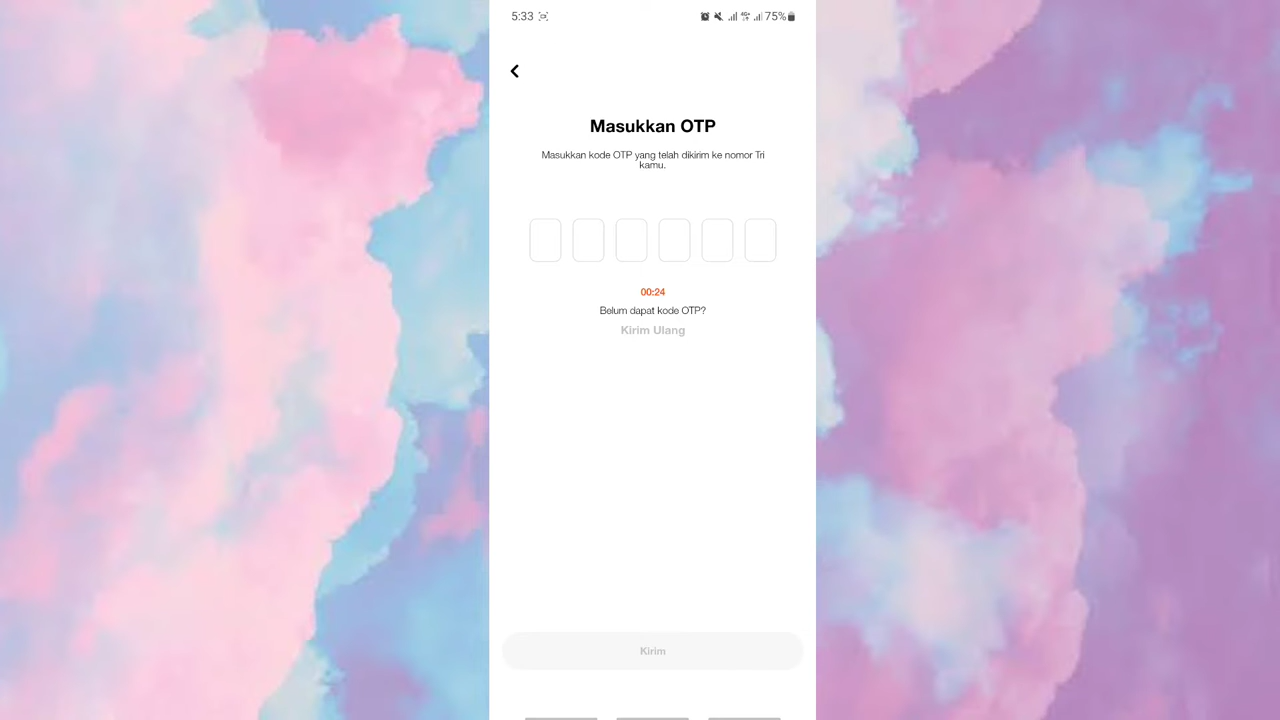 5:33 4G+ 75%
Masukkan OTP
Masukkan kode OTP yang telah dikirim ke nomor Tri
kamu.
00:24
Belum dapat kode OTP?
Kirim Ulang
Kirim